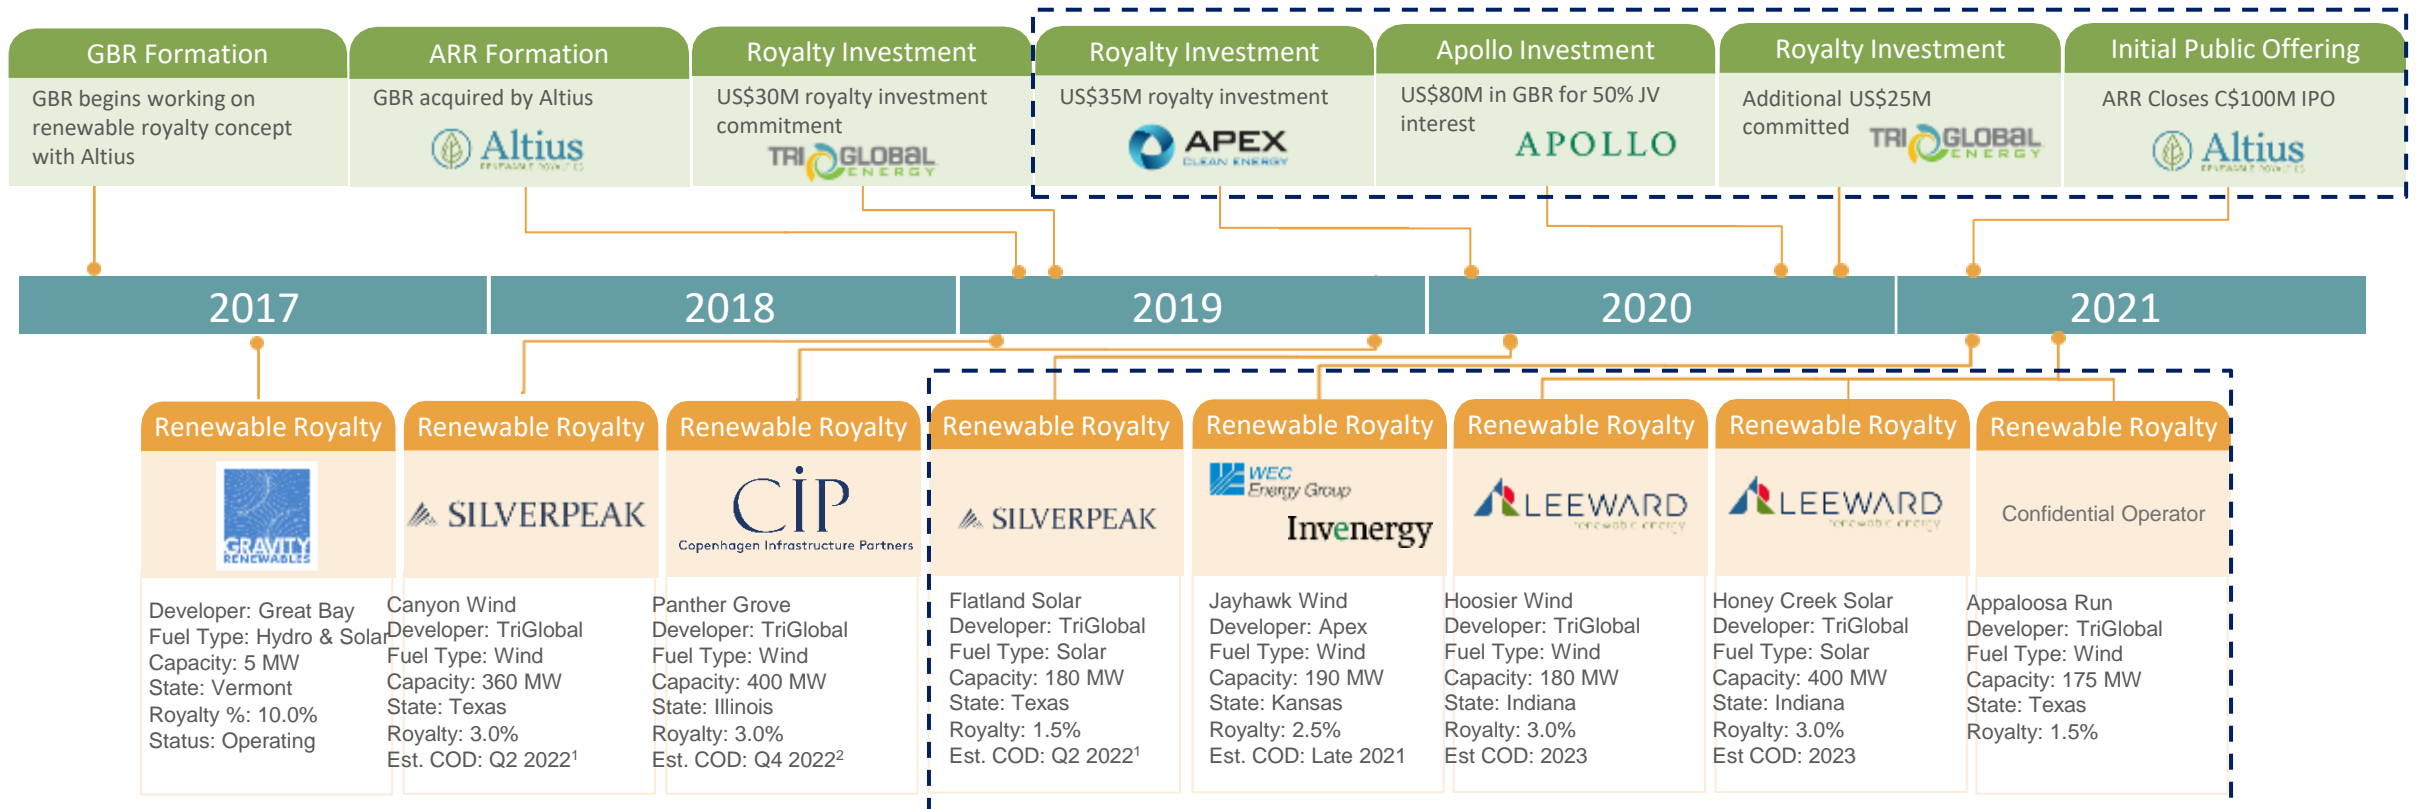 GBR Formation
GBR begins working on
renewable royalty concept
with Altius
ARR Formation
GBR acquired by Altius
Altius
RENEWABLE ROYALTIES
Royalty Investment
US$30M royalty investment
commitment
TRI GLOBAL
ENERGY
Royalty Investment
US$35M royalty investment
APEX
CLEAN ENERGY
Apollo Investment
US$80M in GBR for 50% JV
interest
APOLLO
Royalty Investment
Additional US$25M
committed
TRI GLOBAL
ENERGY
Initial Public Offering
ARR Closes C$100M IPO
Altius
RENEWABLE ROYALTIES
2017
2018
2019
2020
2021
Renewable Royalty
GRAVITY
RENEWABLES
Developer: Great Bay
Fuel Type: Hydro & Solar
Capacity: 5 MW
State: Vermont
Royalty %: 10.0%
Status: Operating
Renewable Royalty
SILVERPEAK
Canyon Wind
Developer: TriGlobal
Fuel Type: Wind
Capacity: 360 MW
State: Texas
Royalty: 3.0%
Est. COD: Q2 2022¹
Renewable Royalty
CIP
Copenhagen Infrastructure Partners
Panther Grove
Developer: TriGlobal
Fuel Type: Wind
Capacity: 400 MW
State: Illinois
Royalty: 3.0%
Est. COD: Q4 2022²
Renewable Royalty
SILVERPEAK
Flatland Solar
Developer: TriGlobal
Fuel Type: Solar
Capacity: 180 MW
State: Texas
Royalty: 1.5%
Est. COD: Q2 2022¹
Renewable Royalty
WEC
Energy Group
Invenergy
Jayhawk Wind
Developer: Apex
Fuel Type: Wind
Capacity: 190 MW
State: Kansas
Royalty: 2.5%
Est. COD: Late 2021
Renewable Royalty
LEEWARD
renewable energy
Hoosier Wind
Developer: TriGlobal
Fuel Type: Wind
Capacity: 180 MW
State: Indiana
Royalty: 3.0%
Est COD: 2023
Renewable Royalty
LEEWARD
renewable energy
Honey Creek Solar
Developer: TriGlobal
Fuel Type: Solar
Capacity: 400 MW
State: Indiana
Royalty: 3.0%
Est COD: 2023
Renewable Royalty
Confidential Operator
Appaloosa Run
Developer: TriGlobal
Fuel Type: Wind
Capacity: 175 MW
State: Texas
Royalty: 1.5%